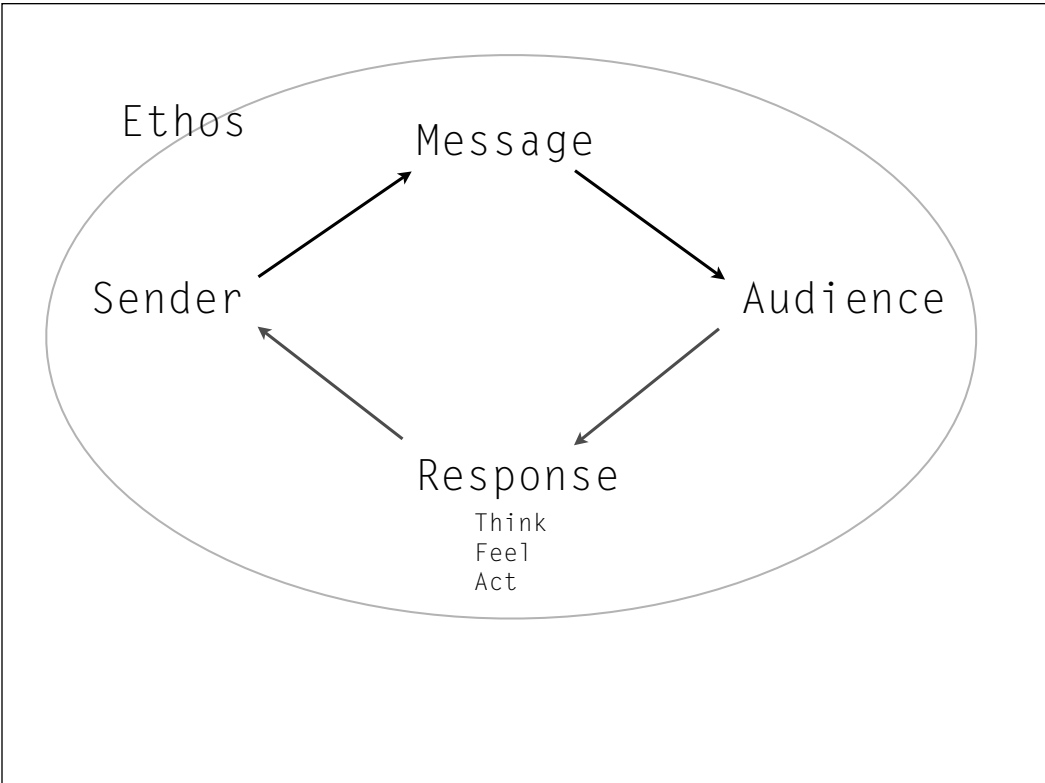 Ethos
Message
Sender
Audience
Response
Think
Feel
Act